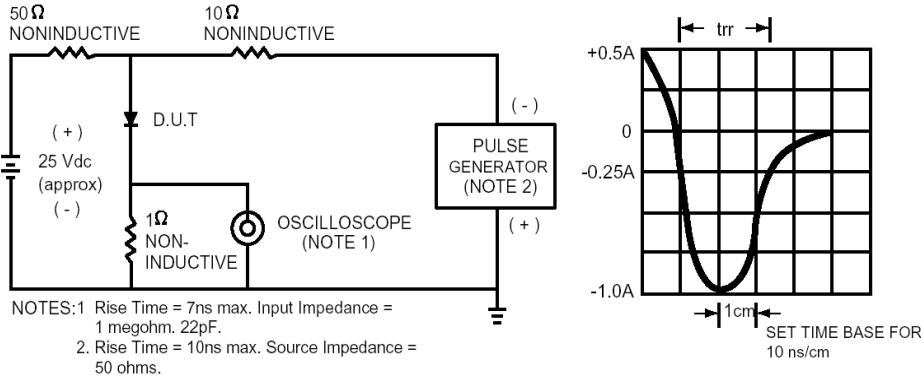 50Ω
NONINDUCTIVE
10Ω
NONINDUCTIVE
D.U.T
( + )
25 Vdc
(approx)
( - )
1Ω
NON-
INDUCTIVE
OSCILLOSCOPE
(NOTE 1)
( - )
PULSE
GENERATOR
(NOTE 2)
( + )
trr
+0.5A
0
-0.25A
-1.0A
1cm
SET TIME BASE FOR
10 ns/cm
NOTES:1 Rise Time = 7ns max. Input Impedance =
1 megohm. 22pF.
2. Rise Time = 10ns max. Source Impedance =
50 ohms.